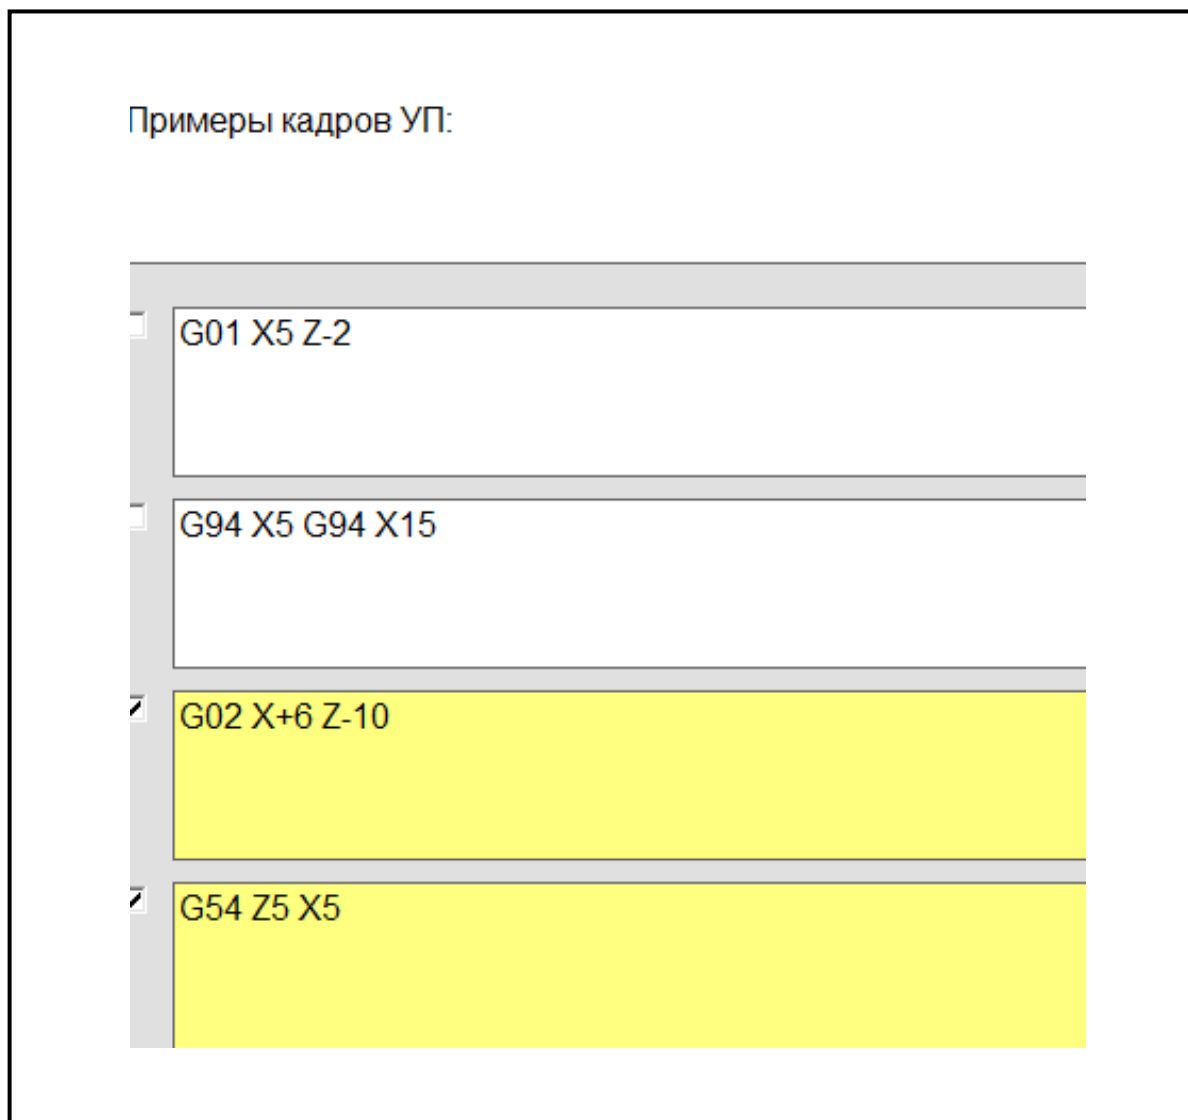 Примеры кадров УП:
G01 X5 Z-2
G94 X5 G94 X15
G02 X+6 Z-10
G54 Z5 X5